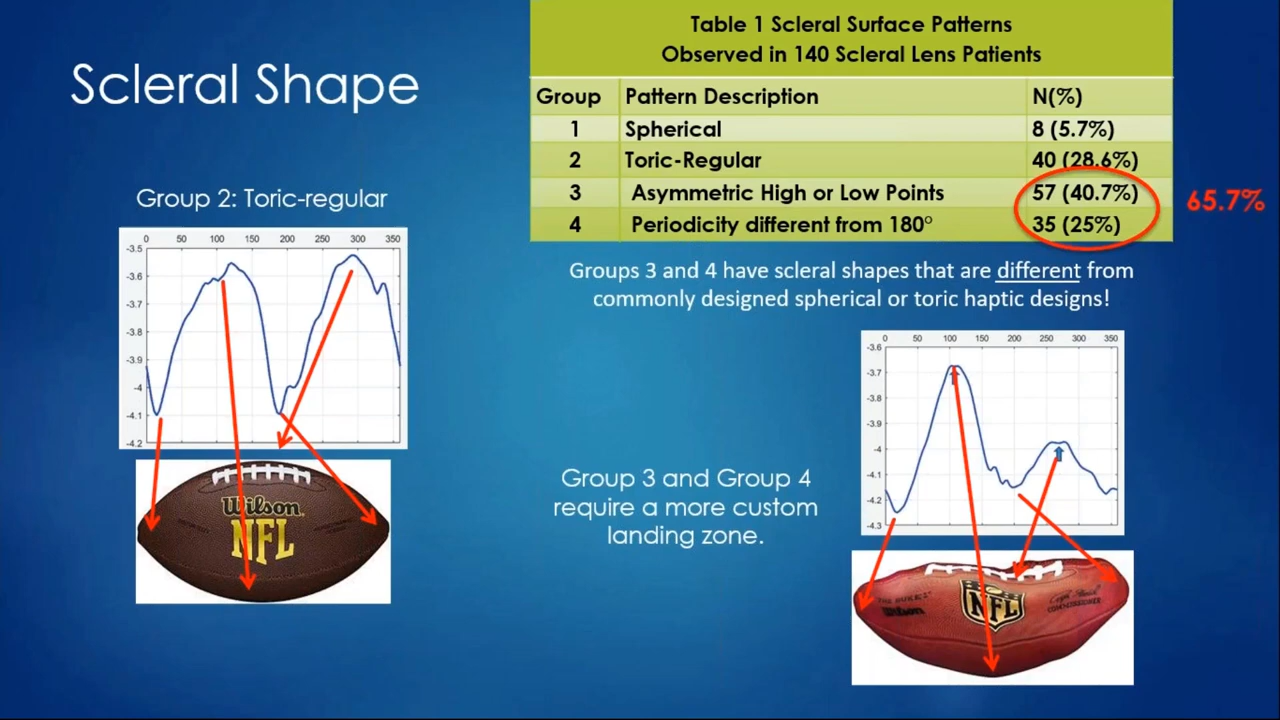 Scleral Shape
Table 1 Scleral Surface Patterns
Observed in 140 Scleral Lens Patients
Group Pattern Description N(%)
1 Spherical 8 (5.7%)
2 Toric-Regular 40 (28.6%)
3 Asymmetric High or Low Points 57 (40.7%)
4 Periodicity different from 180° 35 (25%)
65.7%
Groups 3 and 4 have scleral shapes that are different from
commonly designed spherical or toric haptic designs!
Group 2: Toric-regular
0 50 100 150 200 250 300 350
-3.5
-3.6
-3.7
-3.8
-3.9
-4
-4.1
-4.2
Wilson
NFL
Group 3 and Group 4
require a more custom
landing zone.
0 50 100 150 200 250 300 350
-3.6
-3.7
-3.8
-3.9
-4
-4.1
-4.2
-4.3
NFL
Wilson